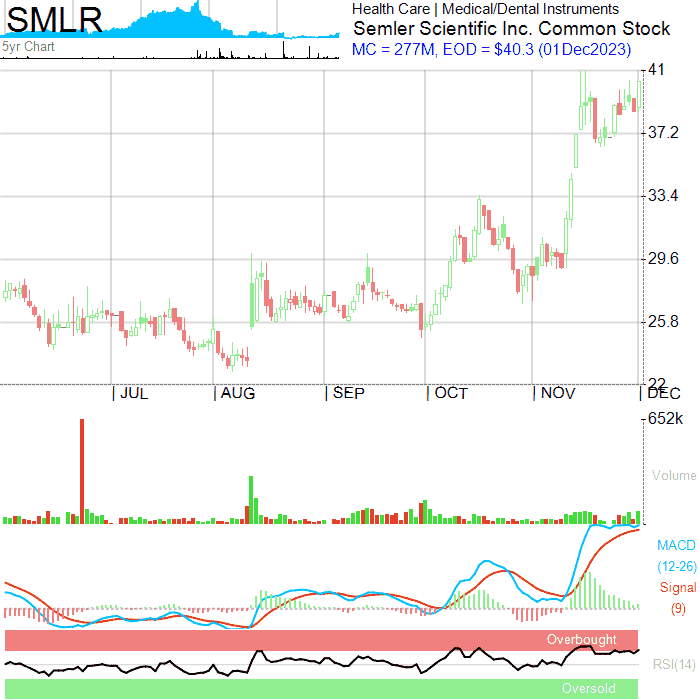 SMLR
5yr Chart
Health Care | Medical/Dental Instruments
Semler Scientific Inc. Common Stock
MC = 277M, EOD = $40.3 (01Dec2023)
41
37.2
33.4
29.6
25.8
22
JUL AUG SEP OCT NOV DEC
652k
Volume
MACD
(12-26)
Signal
(9)
Overbought
RSI(14)
Oversold